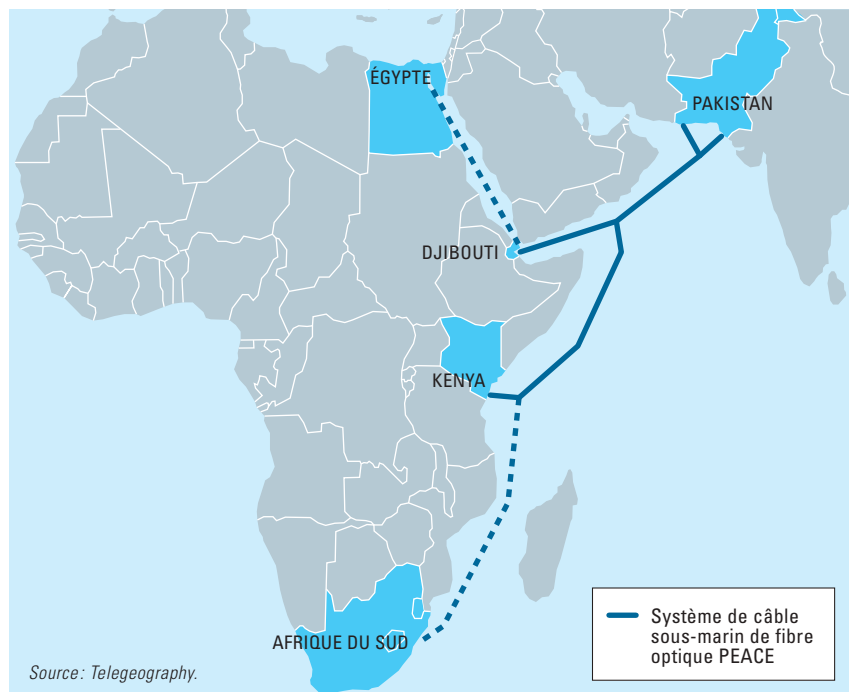 ÉGYPTE
PAKISTAN
DJIBOUTI
KENYA
AFRIQUE DU SUD
Système de câble
sous-marin de fibre
optique PEACE
Source: Telegeography.